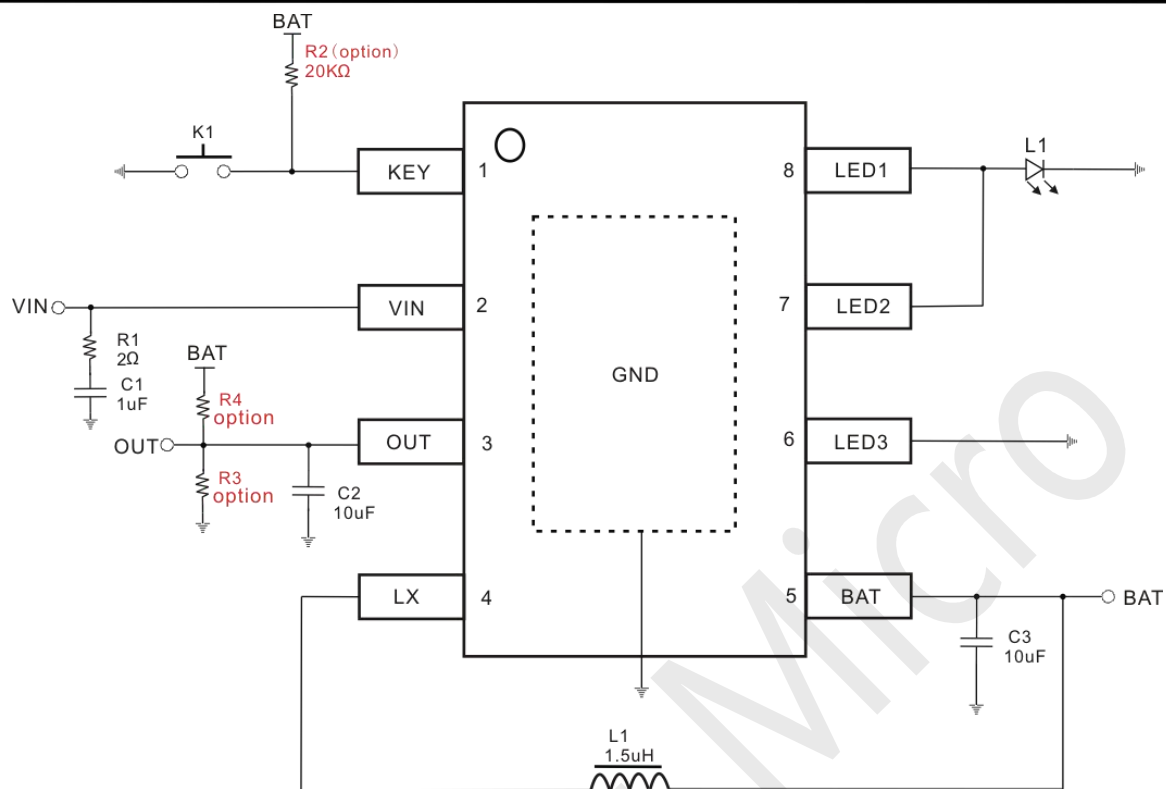 BAT
R2 (option)
20KΩ
K1
KEY
1
8
LED1
L1
VIN
VIN
2
7
LED2
R1
2Ω
C1
1uF
BAT
R4
option
GND
OUT
OUT
3
6
LED3
R3
option
C2
10uF
LX
4
5
BAT
BAT
C3
10uF
L1
1.5uH
Micro